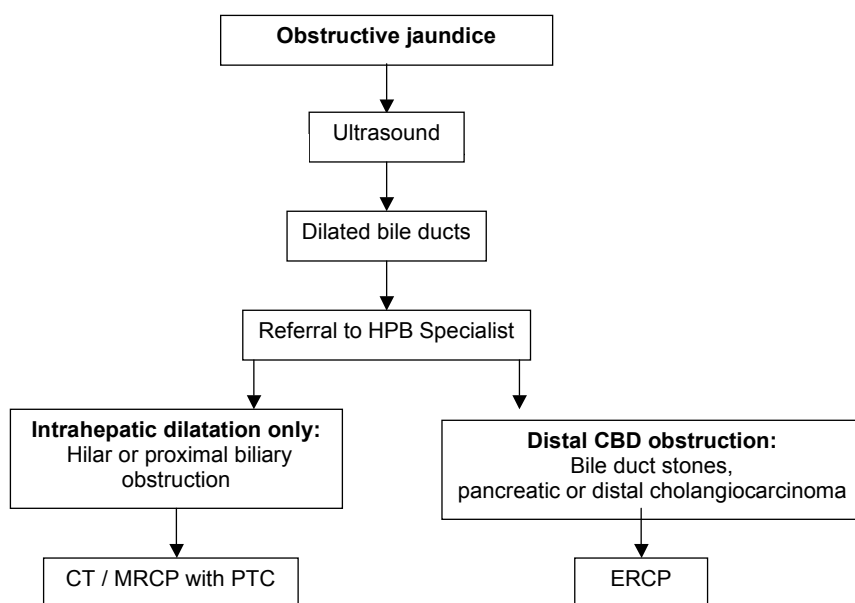 Obstructive jaundice
Ultrasound
Dilated bile ducts
Referral to HPB Specialist
Intrahepatic dilatation only:
Hilar or proximal biliary
obstruction
Distal CBD obstruction:
Bile duct stones,
pancreatic or distal cholangiocarcinoma
CT / MRCP with PTC
ERCP